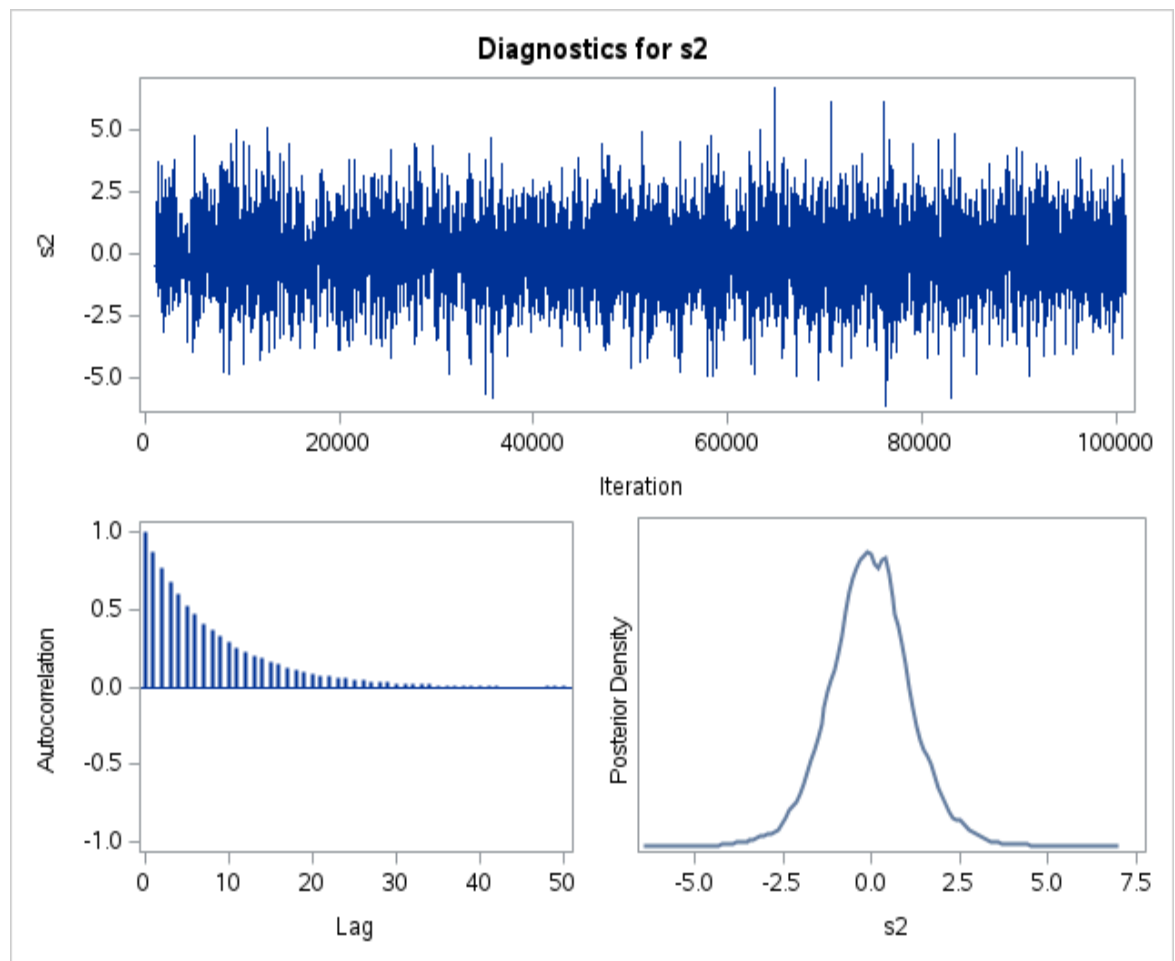 Diagnostics for s2
5.0
2.5
0.0
-2.5
-5.0
s2
0 20000 40000 60000 80000 100000
Iteration
1.0
0.5
0.0
-0.5
-1.0
Autocorrelation
0 10 20 30 40 50
Lag
Posterior Density
-5.0 -2.5 0.0 2.5 5.0 7.5
s2